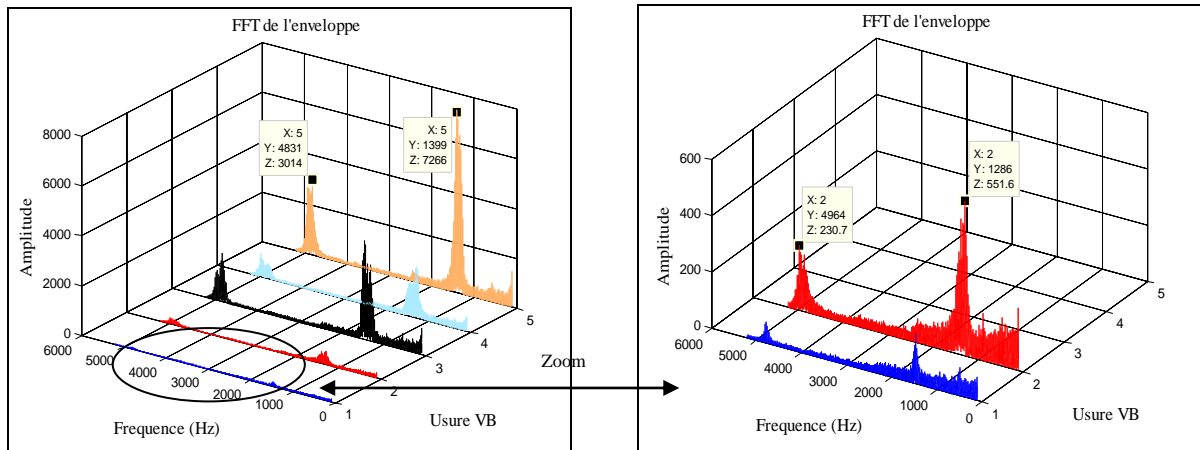 FFT de l'enveloppe
8000
6000
4000
2000
0
Amplitude
X: 5
Y: 4831
Z: 3014
X: 5
Y: 1399
Z: 7266
6000
5000
4000
3000
2000
1000
0
Frequence (Hz)
1
2
3
4
5
Usure VB
Zoom
FFT de l'enveloppe
600
400
200
0
Amplitude
X: 2
Y: 4964
Z: 230.7
X: 2
Y: 1286
Z: 551.6
6000
5000
4000
3000
2000
1000
0
Frequence (Hz)
1
2
3
4
5
Usure VB